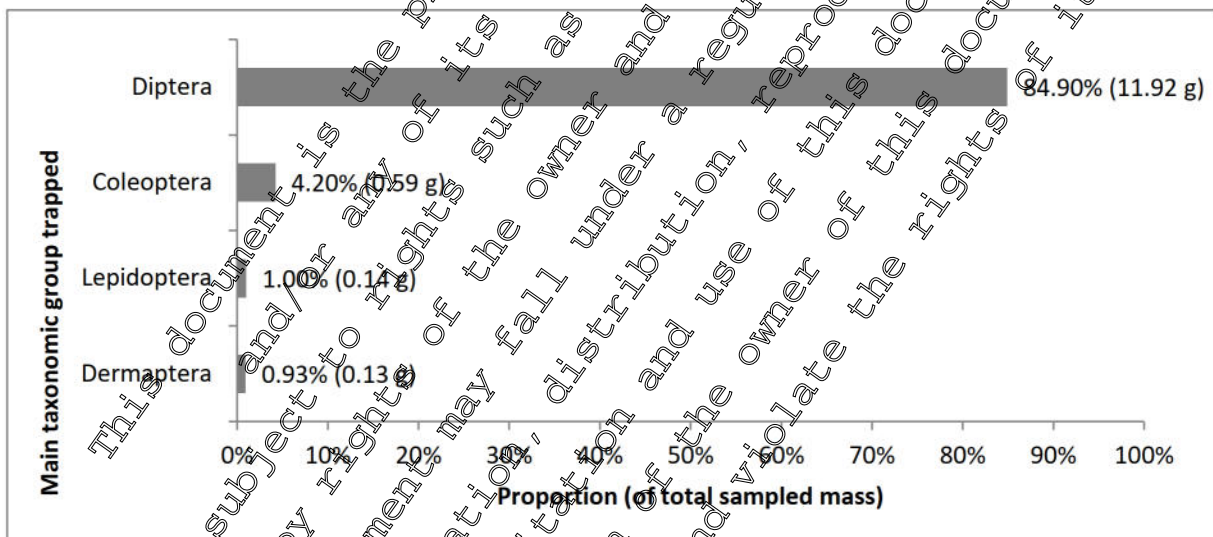 Main taxonomic group trapped
Diptera
84.90% (11.92 g)
Coleoptera
4.20% (0.59 g)
Lepidoptera
1.00% (0.14 g)
Dermaptera
0.93% (0.13 g)
0% 10% 20% 30% 40% 50% 60% 70% 80% 90% 100%
Proportion (of total sampled mass)
This document is the p
and/or any of its
subject to rights such as
rights of the owner and
may fall under a regu
distribution, repro
and use of this doc
of the owner of this docu
violate the rights of it